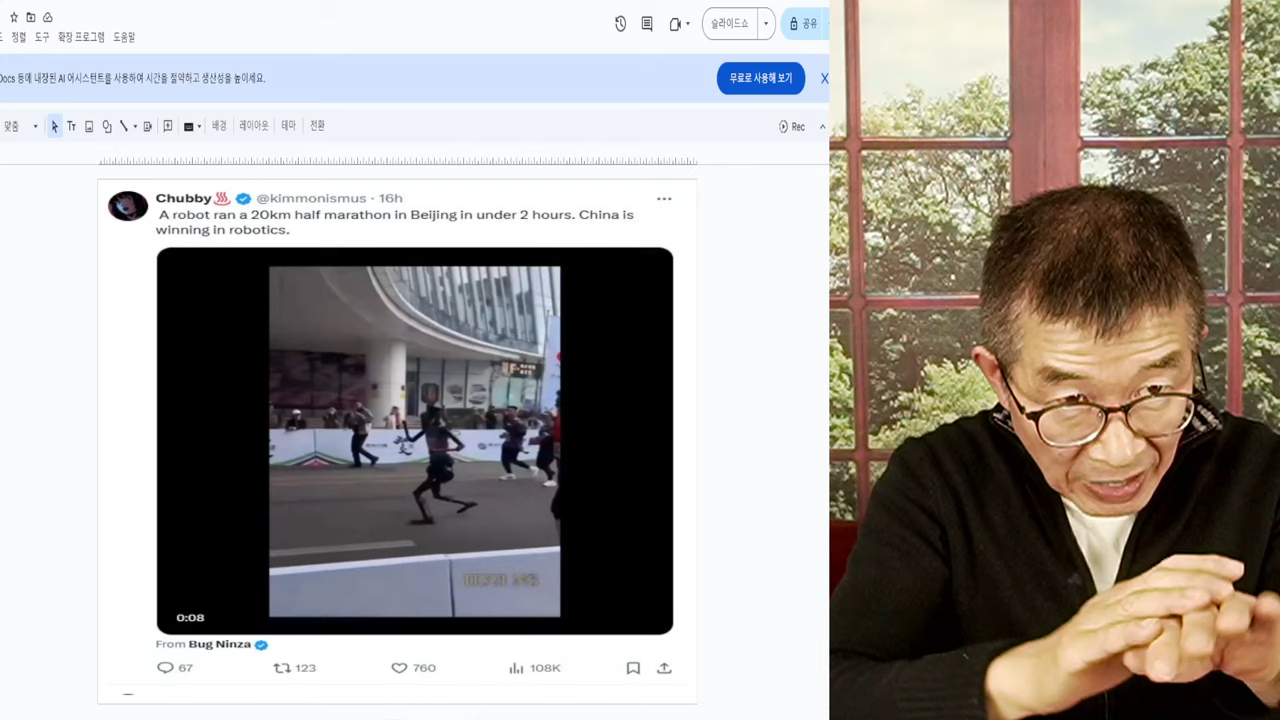 정렬 도구 확장 프로그램 도움말
슬라이드쇼
공유
Docs 등에 내장된 AI 어시스턴트를 사용하여 시간을 절약하고 생산성을 높이세요.
무료로 사용해 보기
X
맞춤
배경 레이아웃 테마 전환
Rec
Chubby @kimmonismus · 16h
A robot ran a 20km half marathon in Beijing in under 2 hours. China is
winning in robotics.
0:08
From Bug Ninza
67 123 760 108K